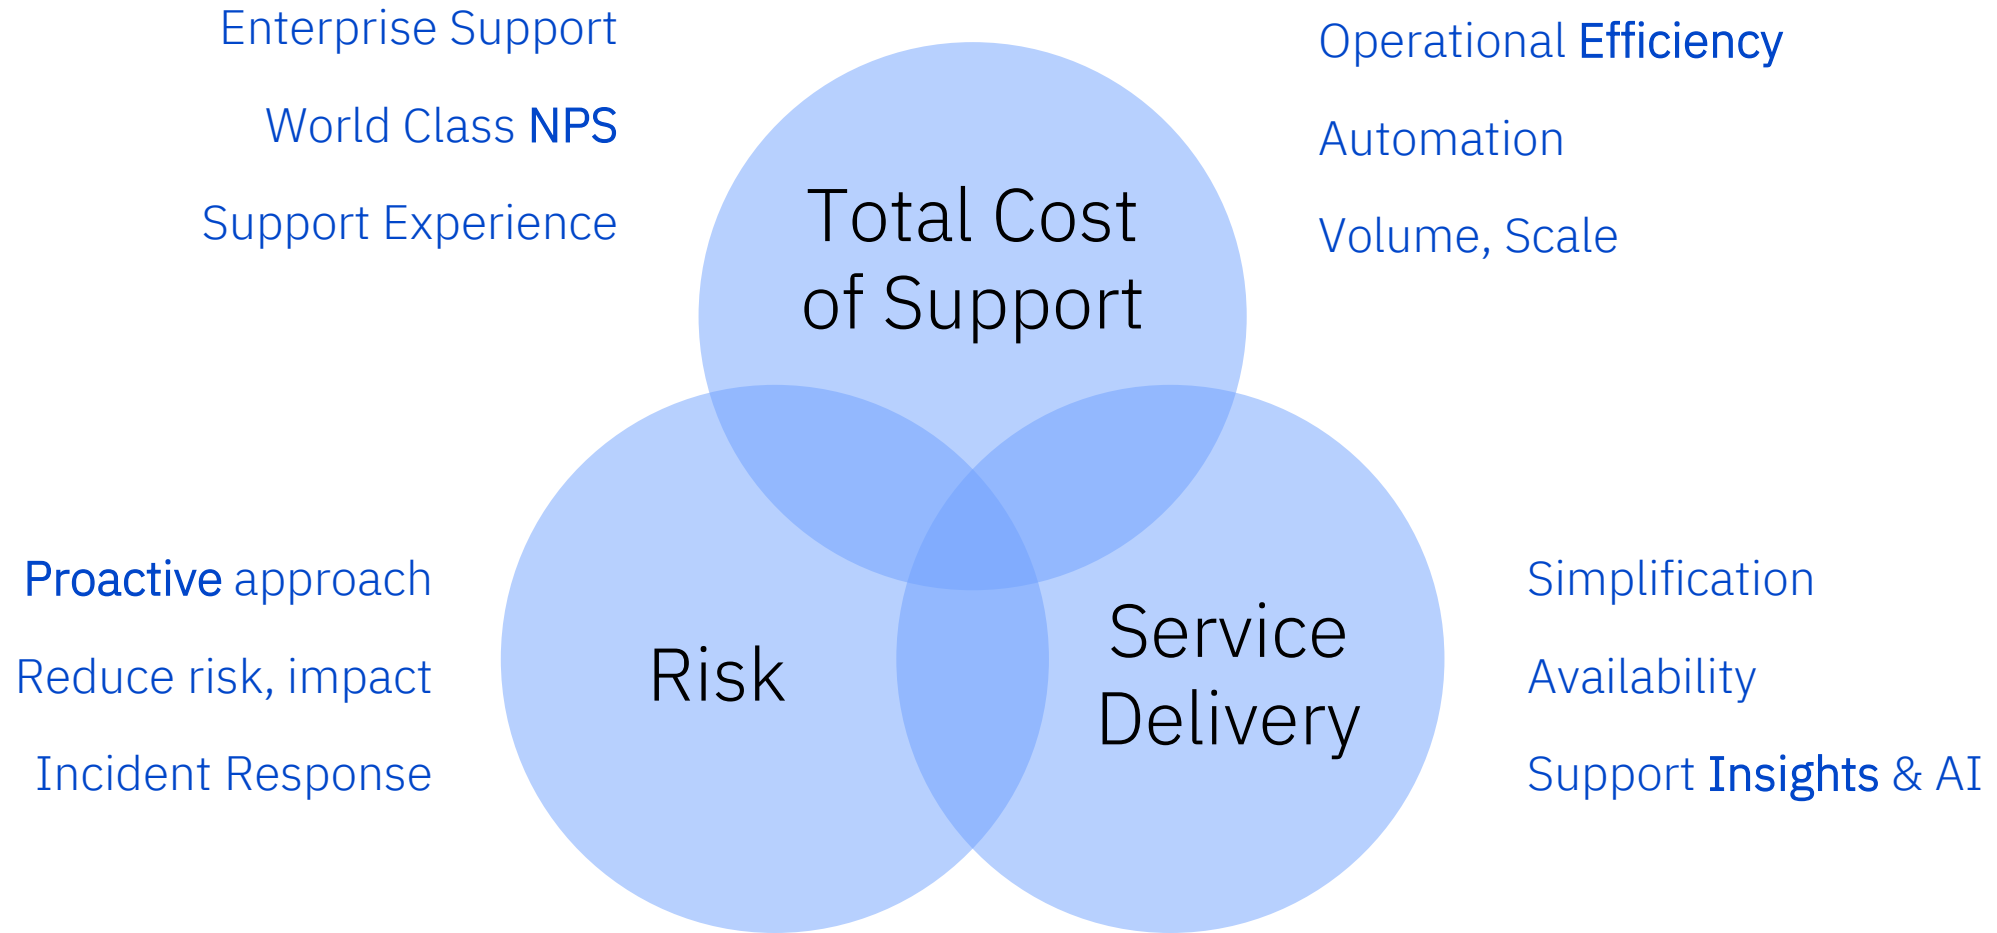 Enterprise Support
World Class NPS
Support Experience
Operational Efficiency
Automation
Volume, Scale
Total Cost
of Support
Proactive approach
Reduce risk, impact
Incident Response
Risk
Service
Delivery
Simplification
Availability
Support Insights & AI